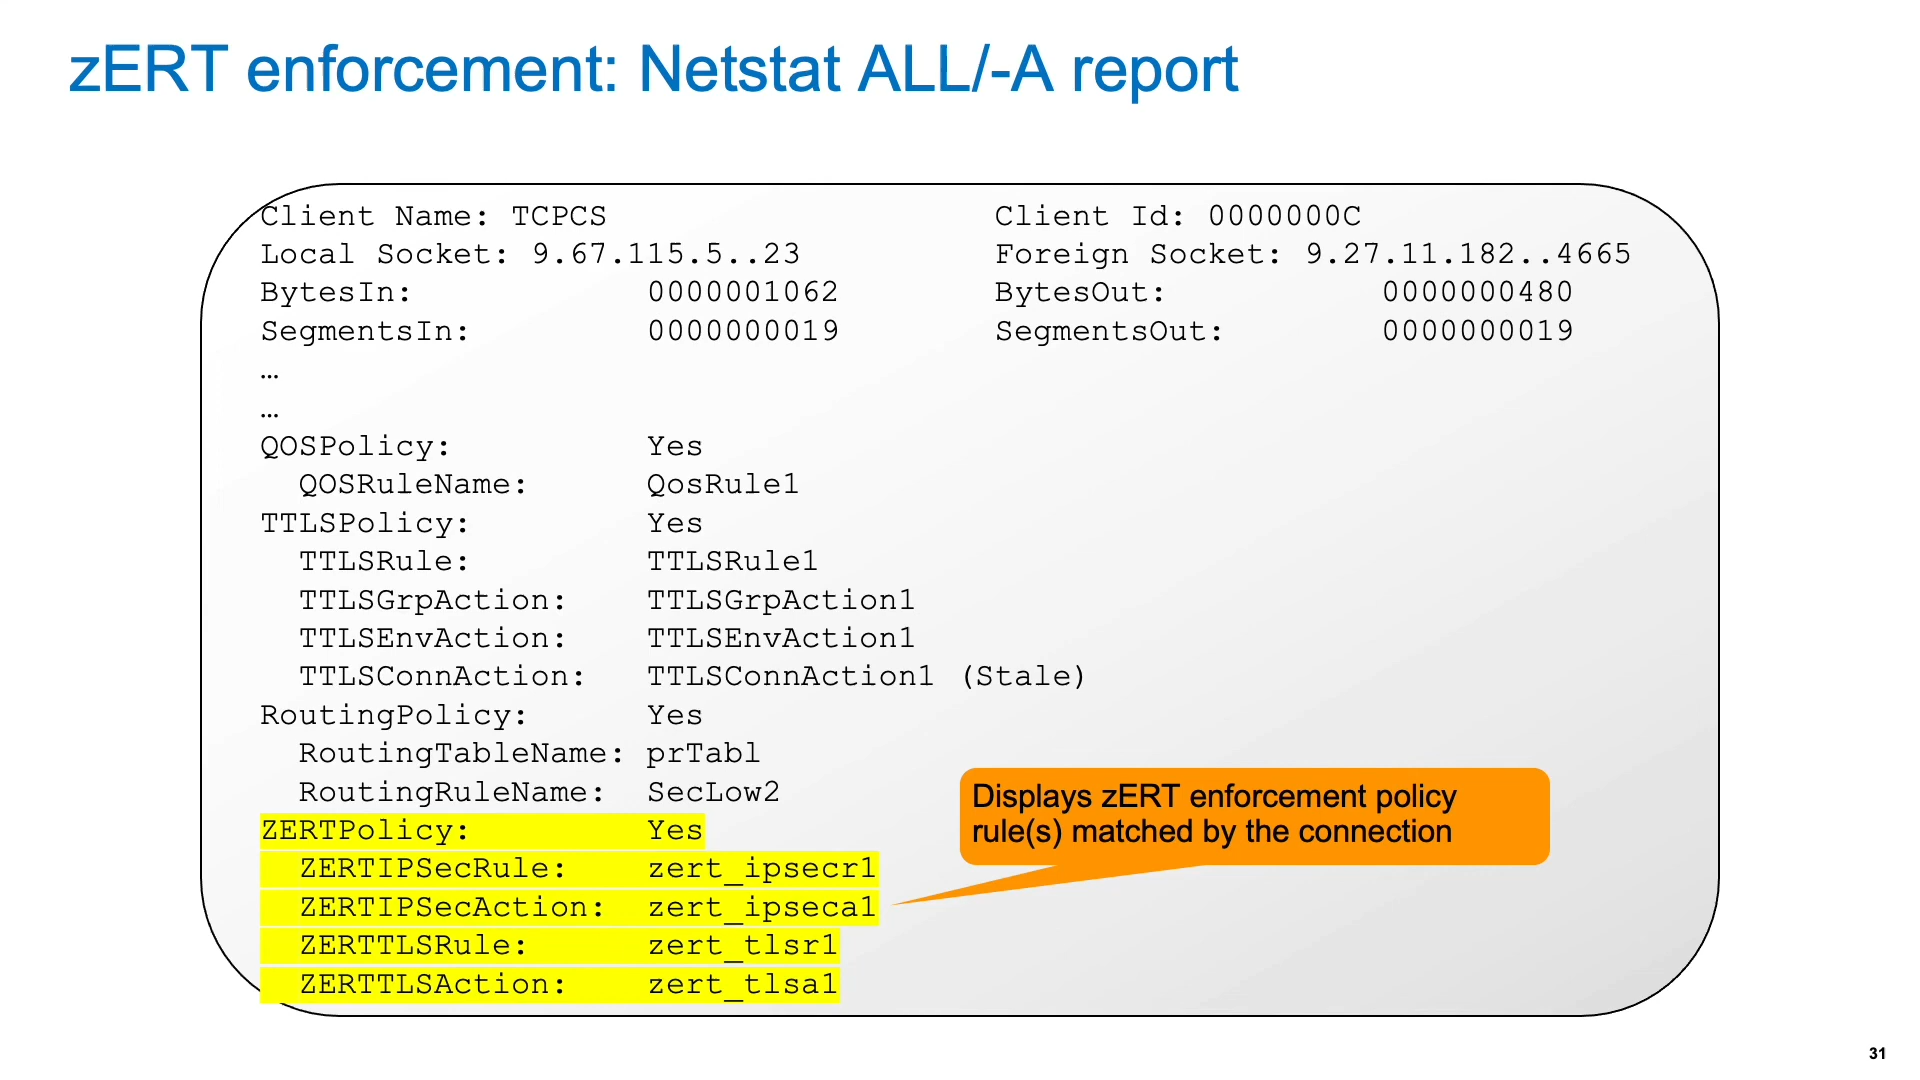 zERT enforcement: Netstat ALL/-A report
Client Name: TCPCS Client Id: 0000000C
Local Socket: 9.67.115.5..23 Foreign Socket: 9.27.11.182..4665
BytesIn: 0000001062 BytesOut: 0000000480
SegmentsIn: 0000000019 SegmentsOut: 0000000019
…
…
QOSPolicy: Yes
QOSRuleName: QosRule1
TTLSPolicy: Yes
TTLSRule: TTLSRule1
TTLSGrpAction: TTLSGrpAction1
TTLSEnvAction: TTLSEnvAction1
TTLSConnAction: TTLSConnAction1 (Stale)
RoutingPolicy: Yes
RoutingTableName: prTabl
RoutingRuleName: SecLow2
ZERTPolicy: Yes
ZERTIPSecRule: zert_ipsecr1
ZERTIPSecAction: zert_ipseca1
ZERTTLSRule: zert_tlsr1
ZERTTLSAction: zert_tlsa1
Displays zERT enforcement policy
rule(s) matched by the connection
31